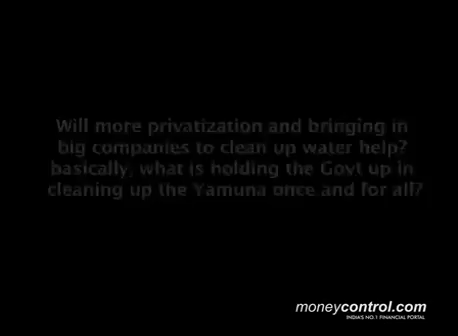 Will more privatization and bringing in
big companies to clean up water help?
basically, what is holding the Govt up in
cleaning up the Yamuna once and for all?
moneycontrol.com
INDIA'S NO.1 FINANCIAL PORTAL